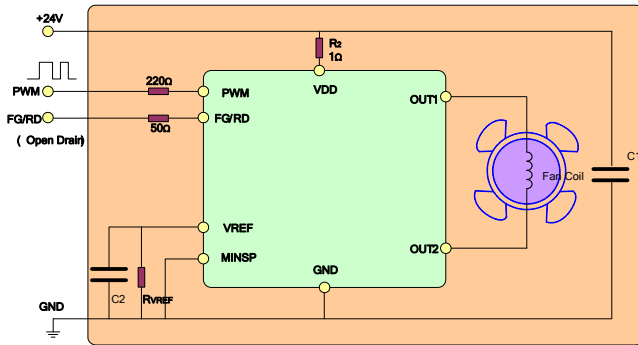 +24V
R2
1Ω
220Ω
PWM
PWM
VDD
OUT1
FG/RD
50Ω
FG/RD
( Open Drain)
Fan Coil
C1
VREF
OUT2
MINSP
GND
C2
RVREF
GND